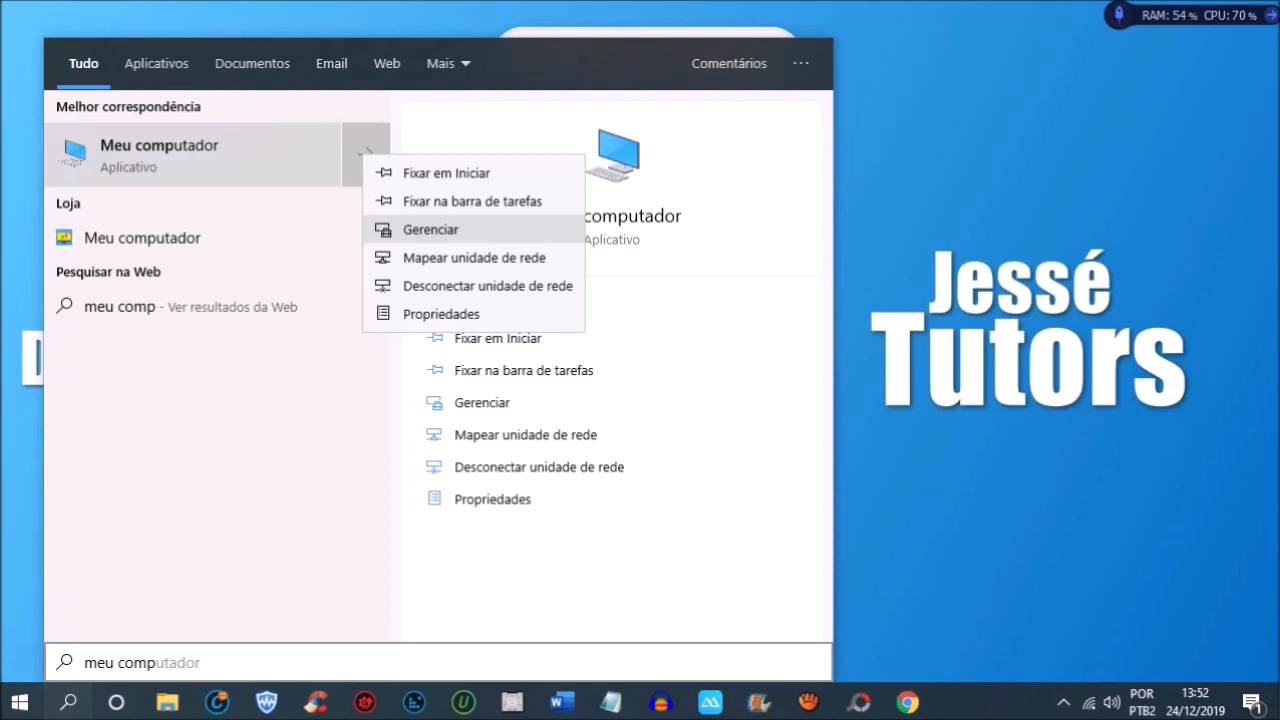 RAM: 54 % CPU: 70 %
Tudo Aplicativos Documentos Email Web Mais Comentários ...
Melhor correspondência
Meu computador
Aplicativo
Loja
Meu computador
Pesquisar na Web
meu comp - Ver resultados da Web
Fixar em Iniciar
Fixar na barra de tarefas
Gerenciar
Mapear unidade de rede
Desconectar unidade de rede
Propriedades
computador
Aplicativo
Fixar em Iniciar
Fixar na barra de tarefas
Gerenciar
Mapear unidade de rede
Desconectar unidade de rede
Propriedades
Jessé
Tutors
meu computador
POR
PTB2
13:52
24/12/2019
1